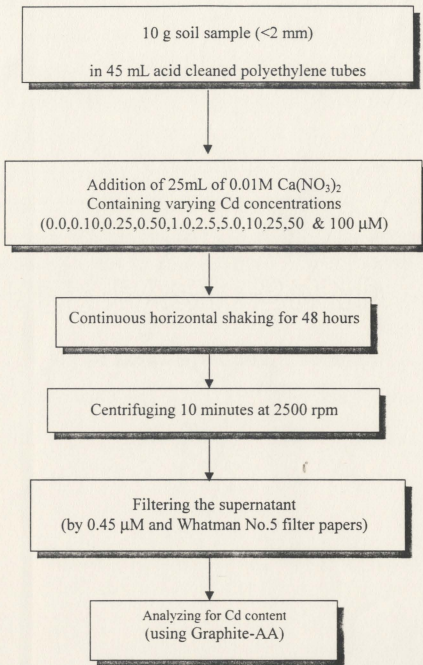 10 g soil sample (<2 mm)
in 45 mL acid cleaned polyethylene tubes
Addition of 25mL of 0.01M Ca(NO₃)₂
Containing varying Cd concentrations
(0.0,0.10,0.25,0.50,1.0,2.5,5.0,10,25,50 & 100 μM)
Continuous horizontal shaking for 48 hours
Centrifuging 10 minutes at 2500 rpm
Filtering the supernatant
(by 0.45 μM and Whatman No.5 filter papers)
Analyzing for Cd content
(using Graphite-AA)